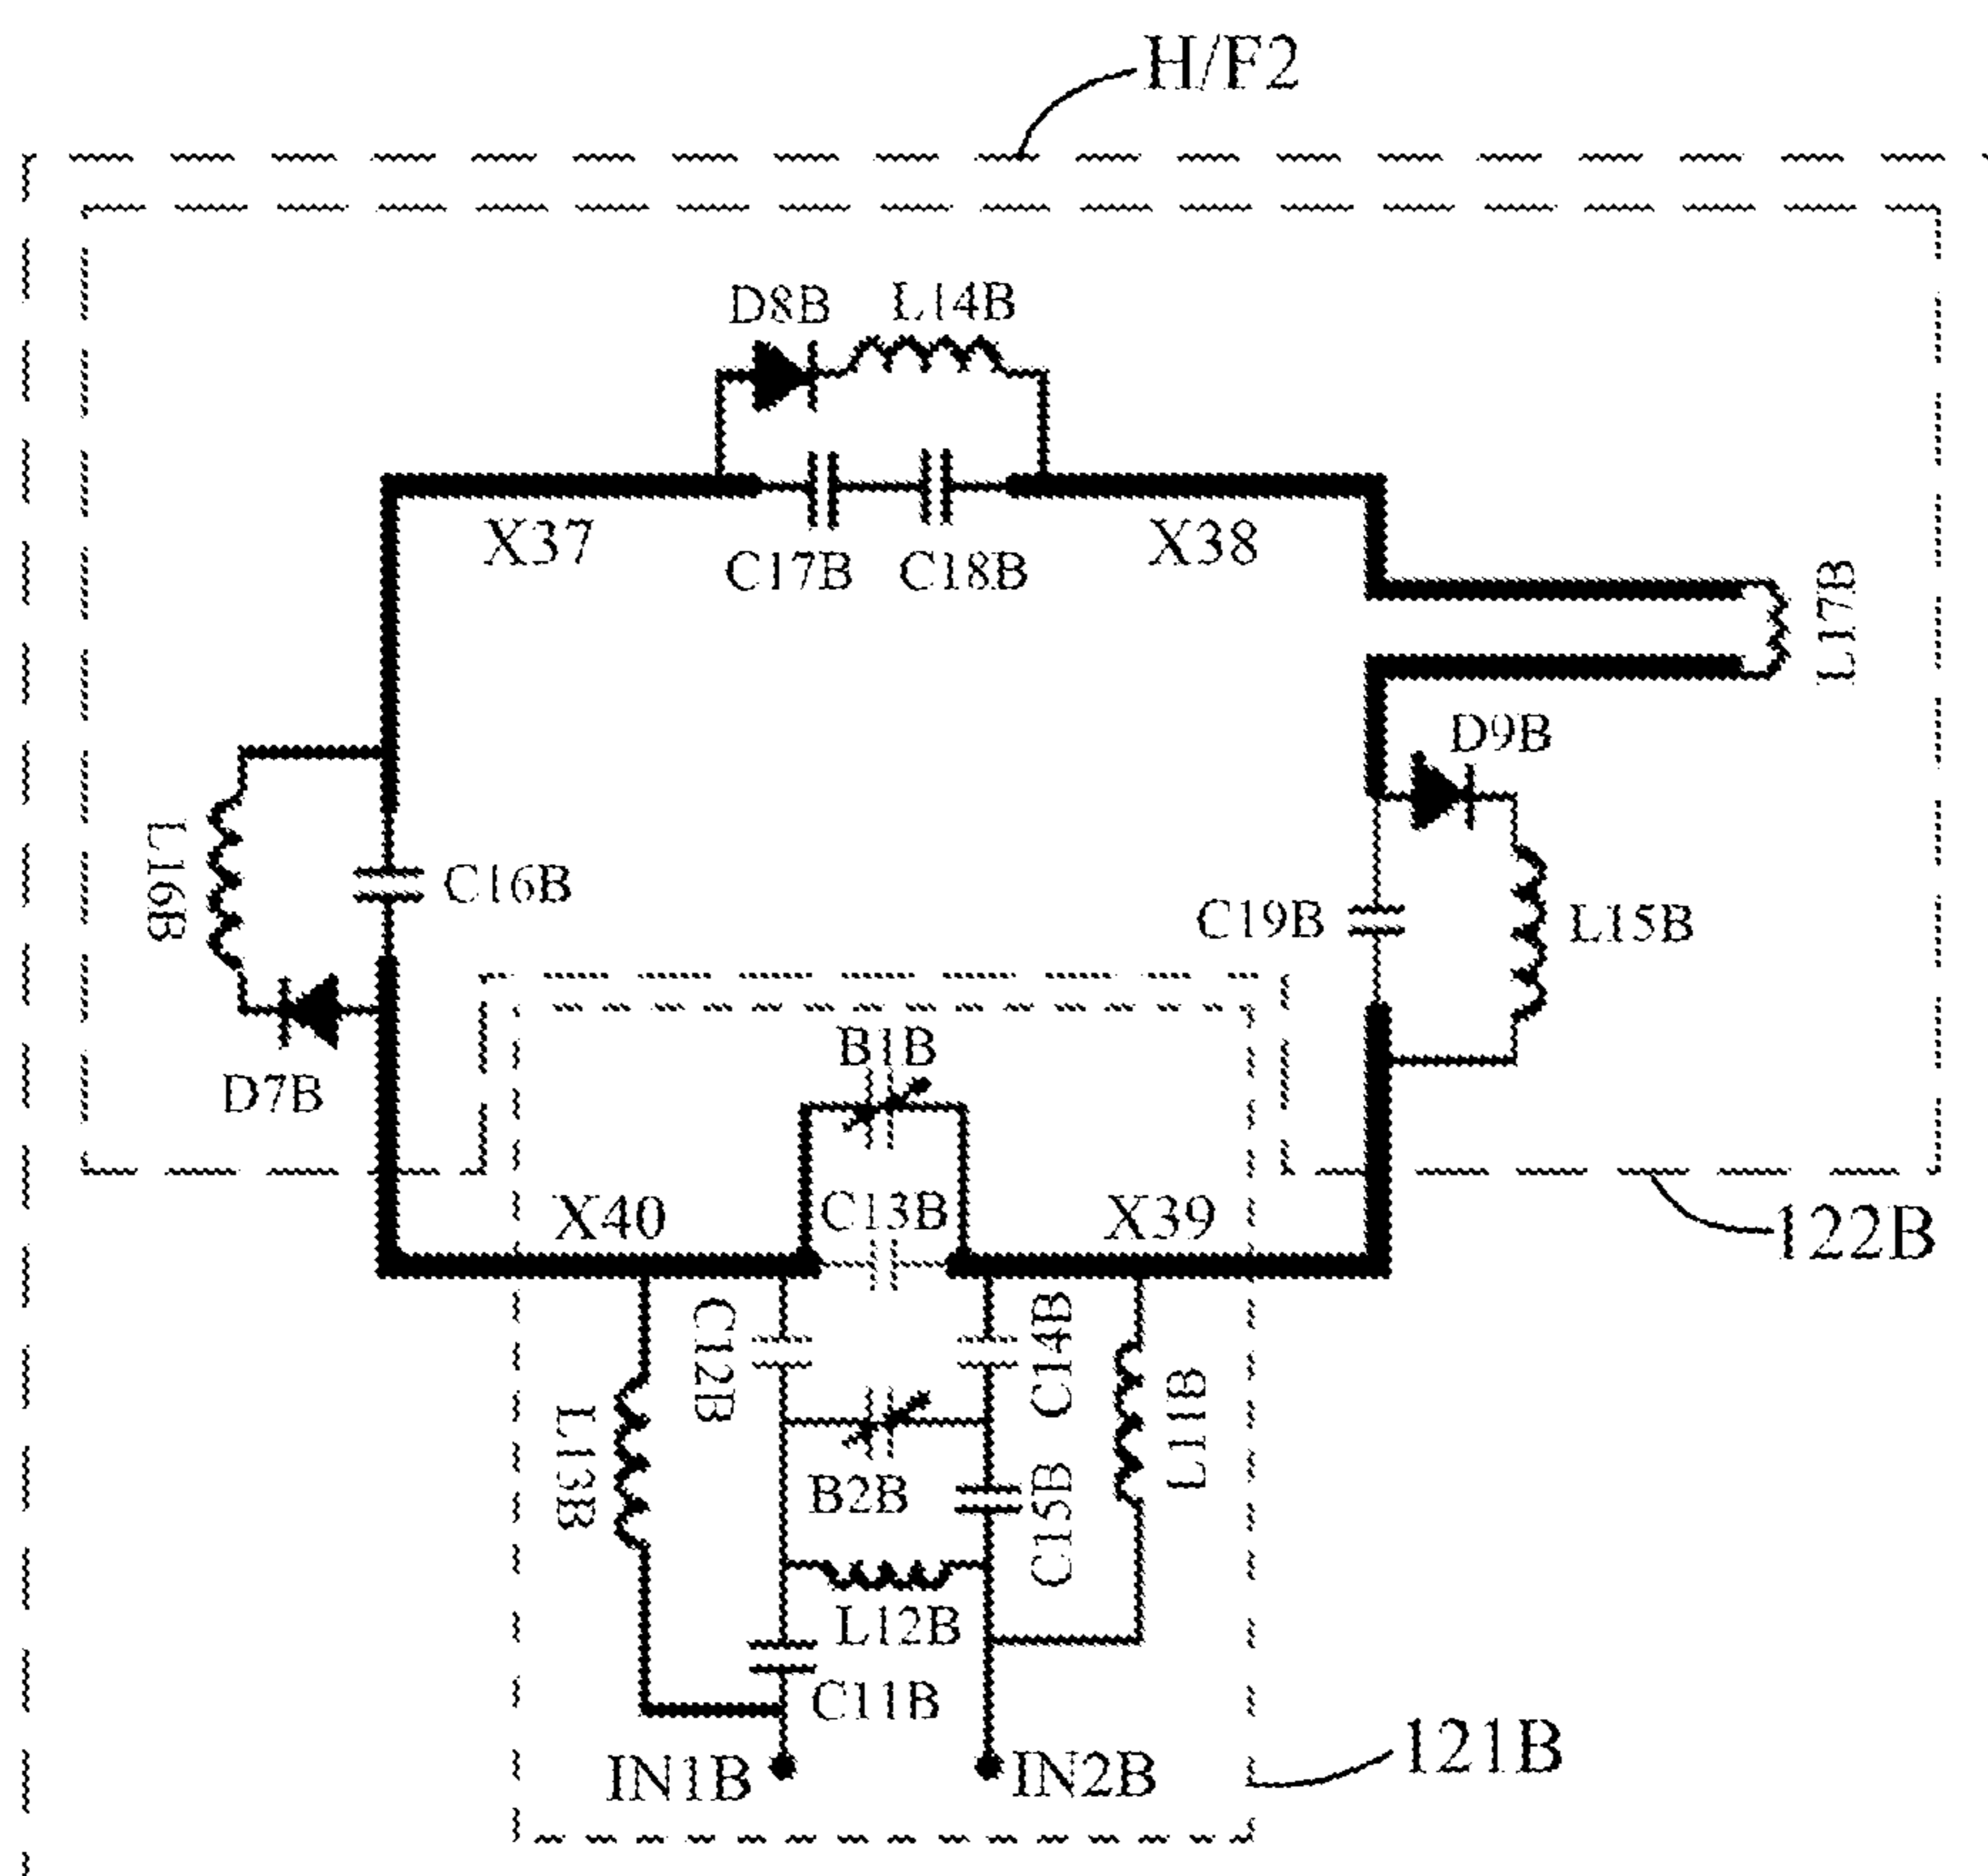 H/F2
D8B L14B
X37 X38
C17B C18B
L17B
D9B
L16B
C16B
C19B
L15B
D7B
B1B
X40 C13B X39
122B
C12B
C14B
L13B
L11B
B2B
C15B
L12B
C11B
IN1B IN2B
121B